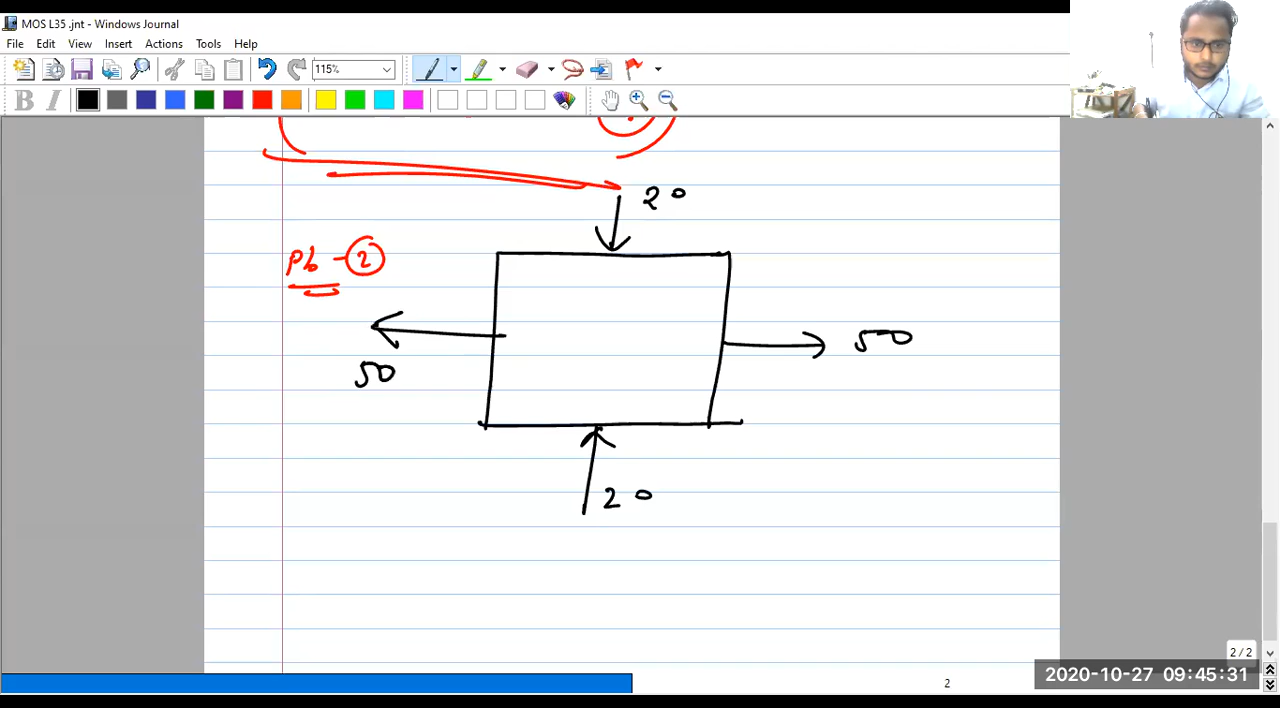 MOS L35 .jnt - Windows Journal
File Edit View Insert Actions Tools Help
115%
B I
20
Pb - 2
50
50
20
2 / 2
2020-10-27 09:45:31
2